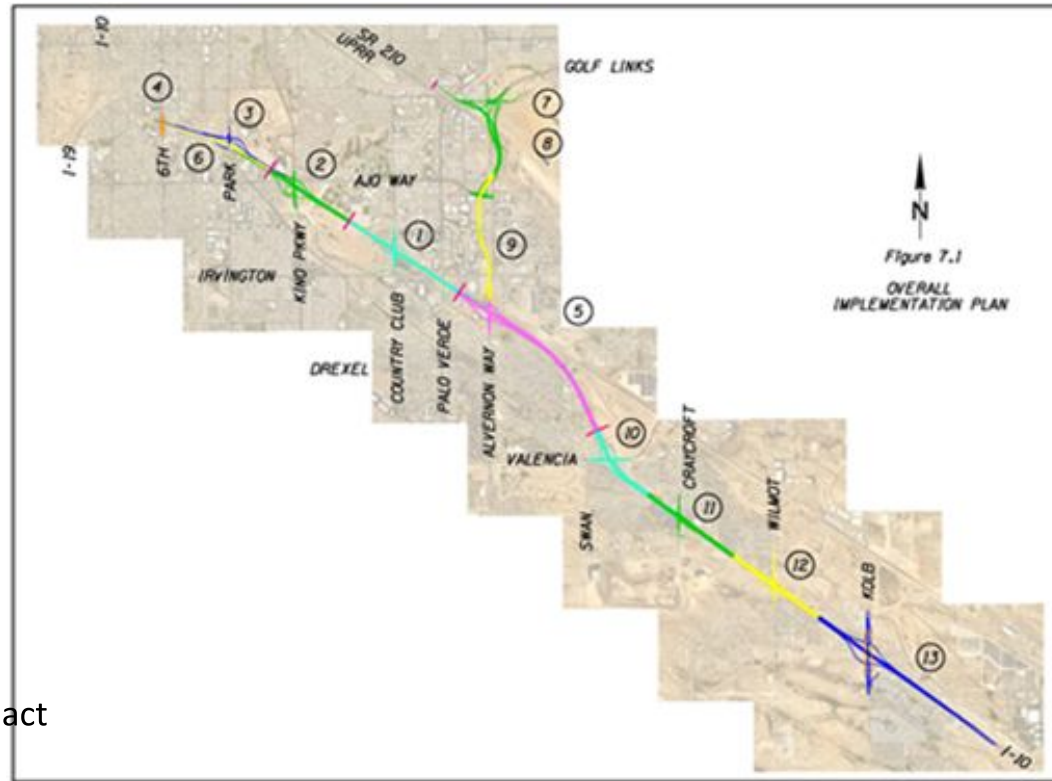 I-10
SR 210
UPRR
GOLF LINKS
4
3
7
8
I-19
6TH
6
PARK
2
AJO WAY
N
Figure 7.1
OVERALL
IMPLEMENTATION PLAN
1
9
IRVINGTON
KINO PKWY
COUNTRY CLUB
PALO VERDE
5
DREXEL
ALVERNON WAY
10
VALENCIA
CRAYCROFT
SWAN
11
WILMOT
12
KOLB
13
act
I-10